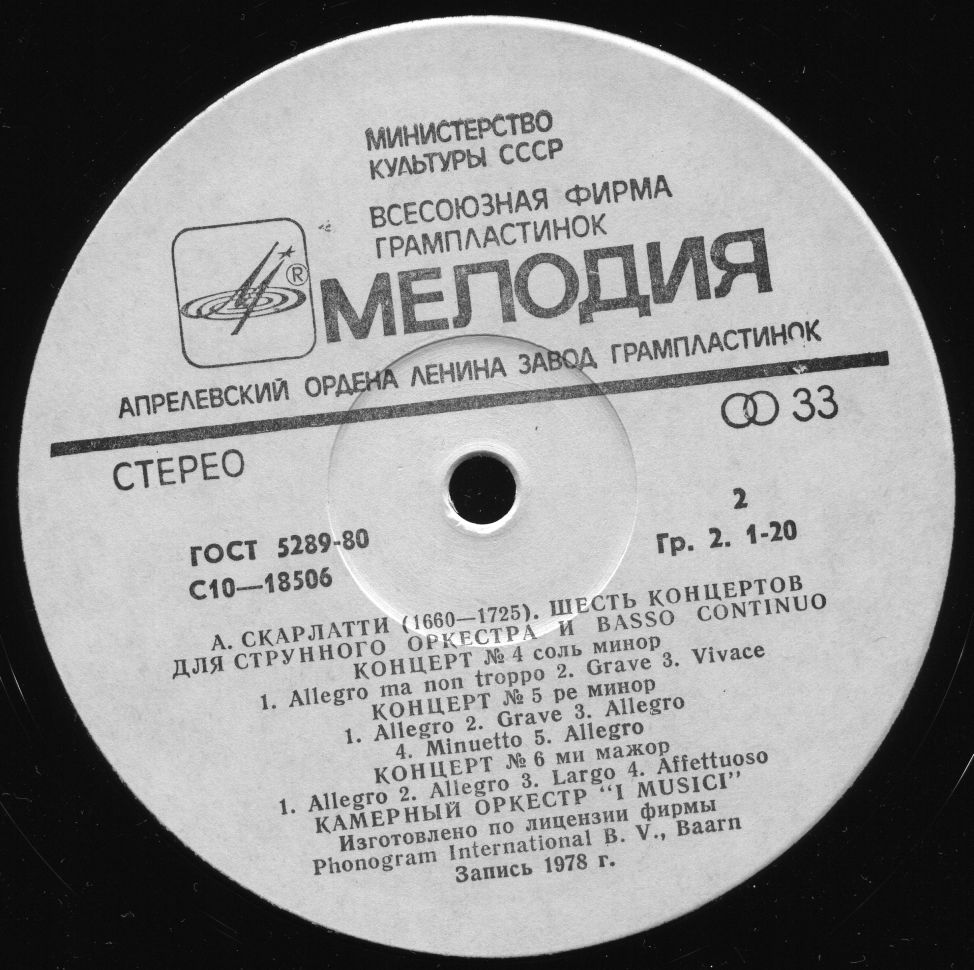 МИНИСТЕРСТВО
КУЛЬТУРЫ СССР
ВСЕСОЮЗНАЯ ФИРМА
ГРАМПЛАСТИНОК
®
МЕЛОДИЯ
АПРЕЛЕВСКИЙ ОРДЕНА ЛЕНИНА ЗАВОД ГРАМПЛАСТИНОК
СТЕРЕО
33
ГОСТ 5289-80
С10—18506
2
Гр. 2. 1-20
А. СКАРЛАТТИ (1660—1725). ШЕСТЬ КОНЦЕРТОВ
ДЛЯ СТРУННОГО ОРКЕСТРА И BASSO CONTINUO
КОНЦЕРТ № 4 соль минор
1. Allegro ma non troppo 2. Grave 3. Vivace
КОНЦЕРТ № 5 ре минор
1. Allegro 2. Grave 3. Allegro
4. Minuetto 5. Allegro
КОНЦЕРТ № 6 ми мажор
1. Allegro 2. Allegro 3. Largo 4. Affettuoso
КАМЕРНЫЙ ОРКЕСТР "I MUSICI"
Изготовлено по лицензии фирмы
Phonogram International B. V., Baarn
Запись 1978 г.